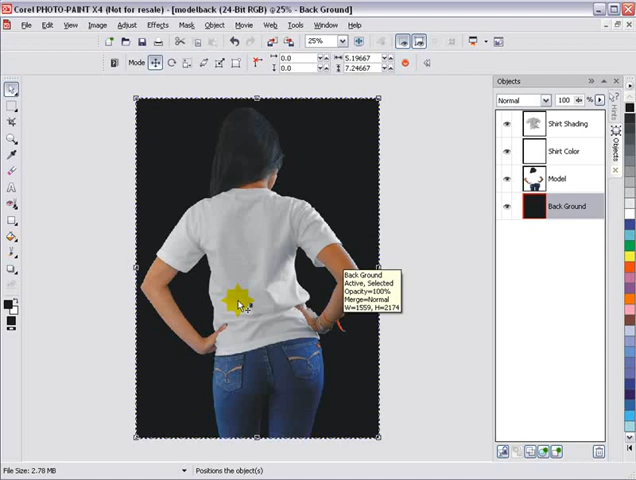 Corel PHOTO-PAINT X4 (Not for resale) - [modelback (24-Bit RGB) @25% - Back Ground]
File Edit View Image Adjust Effects Mask Object Movie Web Tools Window Help
25%
Mode
0.0
0.0
5.19667
7.24667
Objects
Normal
100 %
Shirt Shading
Shirt Color
Model
Back Ground
Hints
Objects
Back Ground
Active, Selected
Opacity=100%
Merge=Normal
W=1559, H=2174
File Size: 2.78 MB
Positions the object(s)